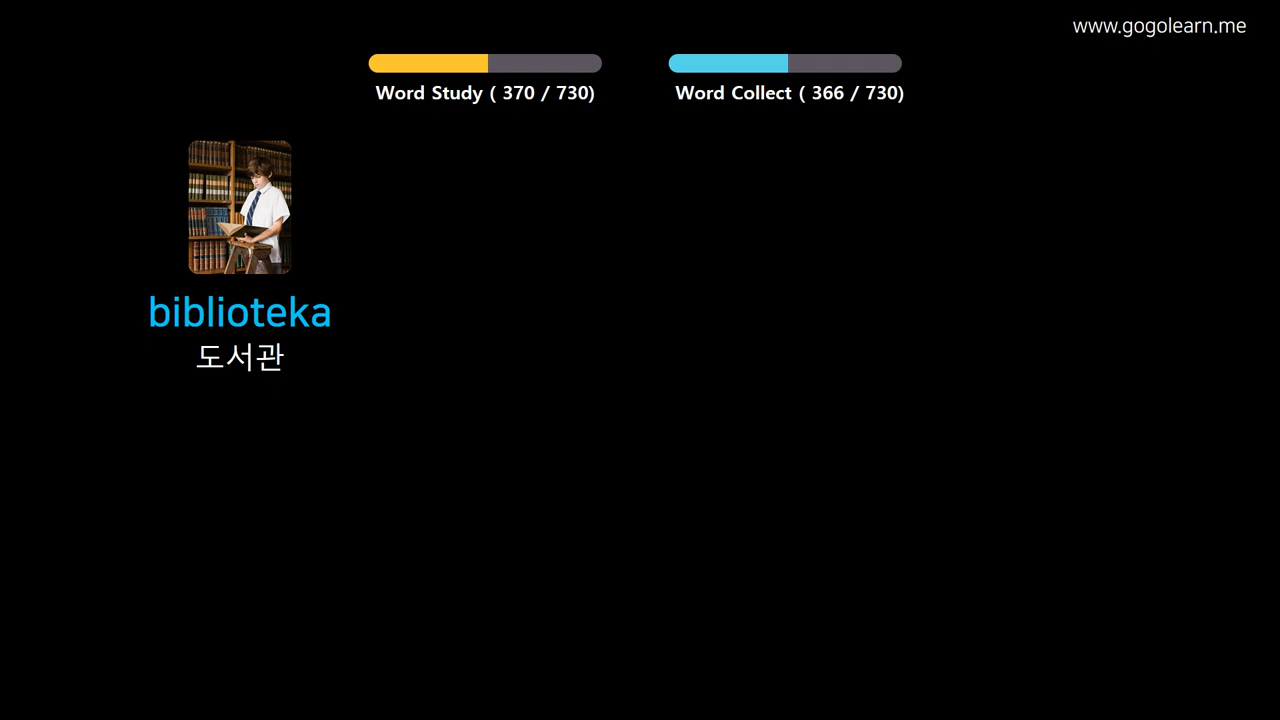 www.gogolearn.me
Word Study ( 370 / 730)
Word Collect ( 366 / 730)
biblioteka
도서관